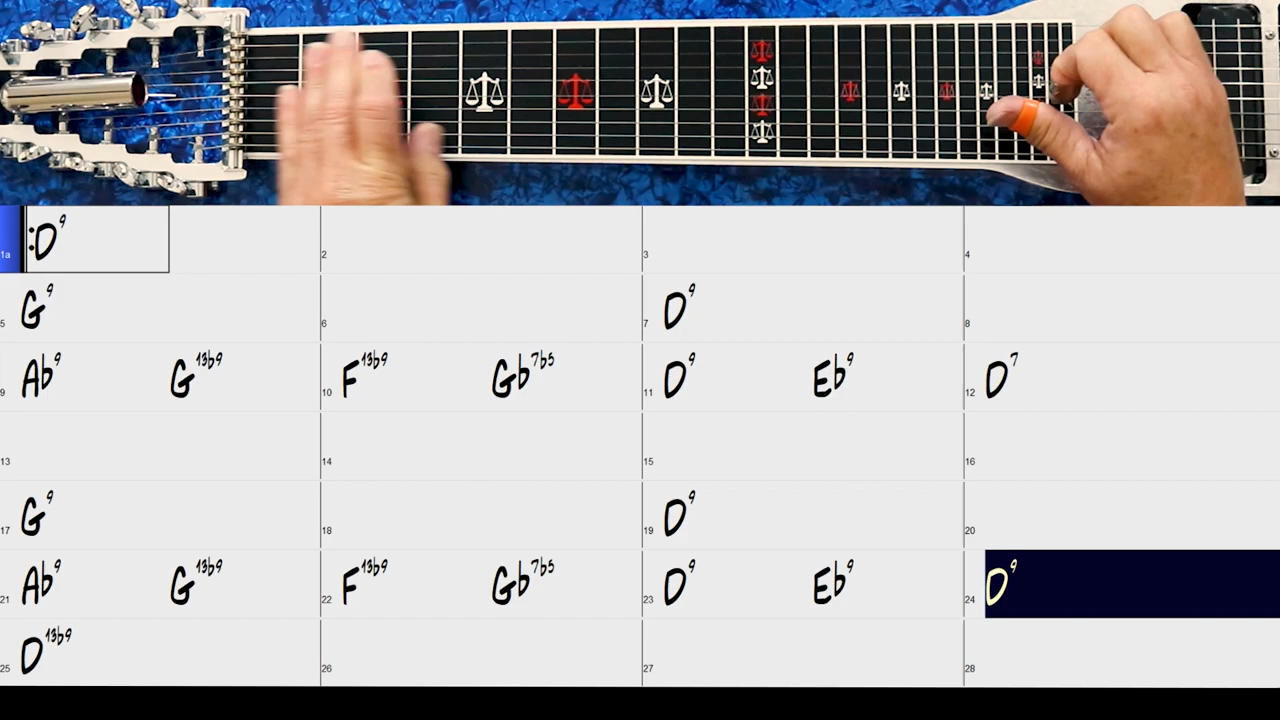 1a :D9 2 3 4
5 G9 6 7 D9 8
9 Ab9 G13b9 10 F13b9 Gb7b5 11 D9 Eb9 12 D7
13 14 15 16
17 G9 18 19 D9 20
21 Ab9 G13b9 22 F13b9 Gb7b5 23 D9 Eb9 24 D9
25 D13b9 26 27 28